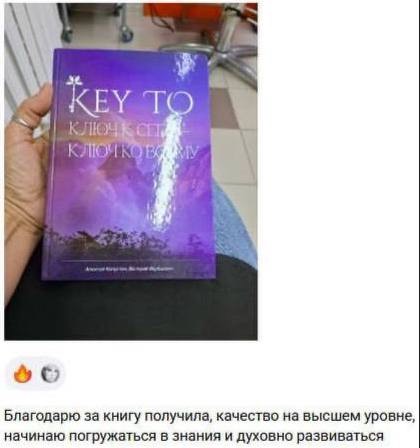 KEY TO
КЛЮЧ К СЕБЕ -
КЛЮЧ КО ВСЕМУ
Благодарю за книгу получила, качество на высшем уровне,
начинаю погружаться в знания и духовно развиваться